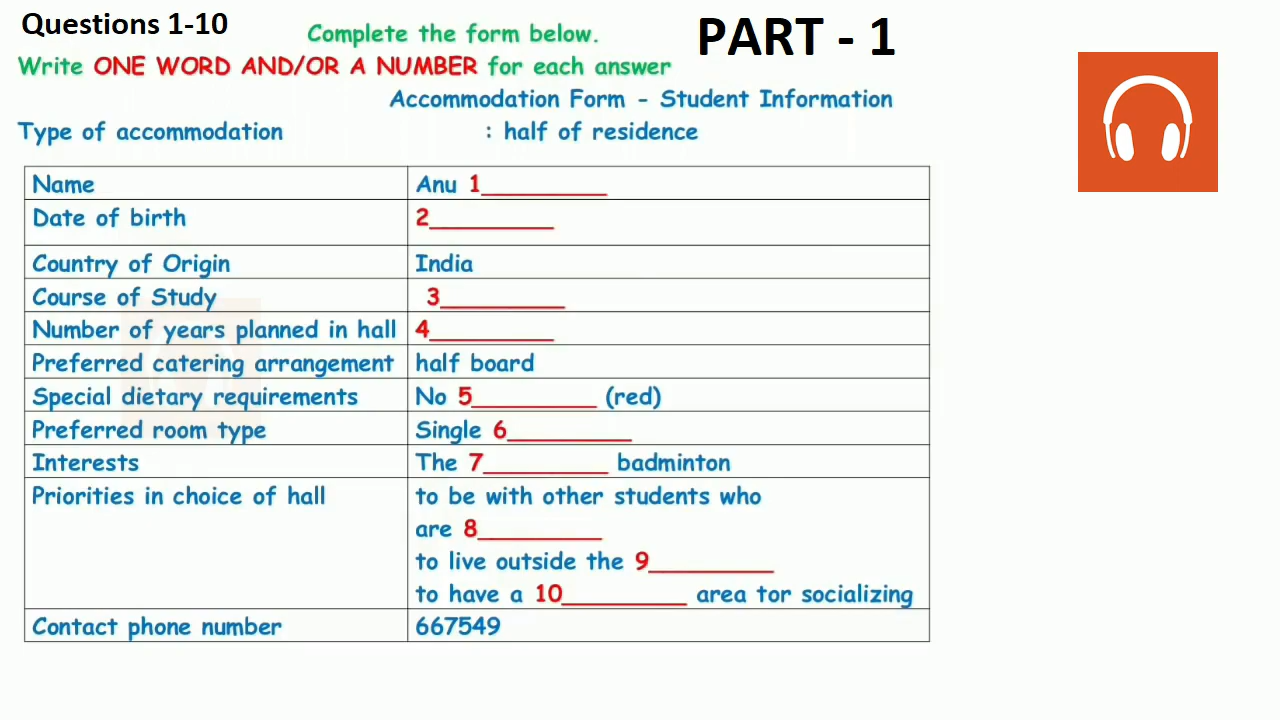 Questions 1-10
PART - 1
Complete the form below.
Write ONE WORD AND/OR A NUMBER for each answer
Accommodation Form - Student Information
Type of accommodation : half of residence
Name Anu 1__________
Date of birth 2__________
Country of Origin India
Course of Study 3__________
Number of years planned in hall 4__________
Preferred catering arrangement half board
Special dietary requirements No 5__________ (red)
Preferred room type Single 6__________
Interests The 7__________ badminton
Priorities in choice of hall to be with other students who
are 8__________
to live outside the 9__________
to have a 10__________ area tor socializing
Contact phone number 667549